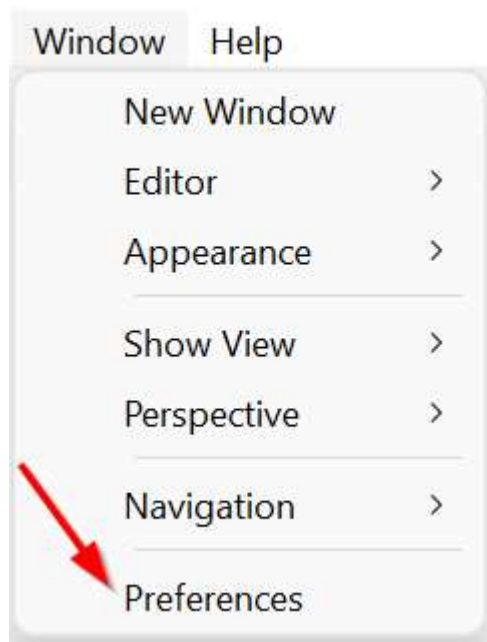 Window Help
New Window
Editor
Appearance
Show View
Perspective
Navigation
Preferences